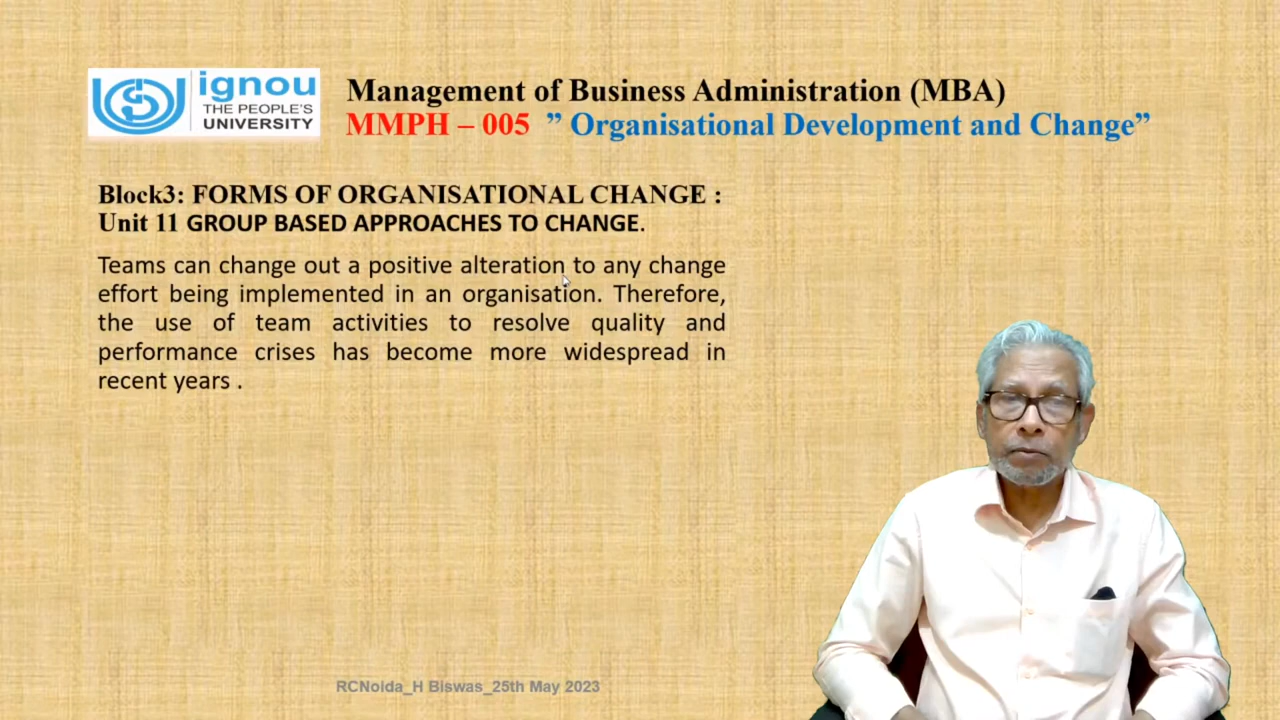 ignou
THE PEOPLE'S
UNIVERSITY
Management of Business Administration (MBA)
MMPH – 005 ” Organisational Development and Change”
Block3: FORMS OF ORGANISATIONAL CHANGE :
Unit 11 GROUP BASED APPROACHES TO CHANGE.
Teams can change out a positive alteration to any change
effort being implemented in an organisation. Therefore,
the use of team activities to resolve quality and
performance crises has become more widespread in
recent years .
RCNoida_H Biswas_25th May 2023